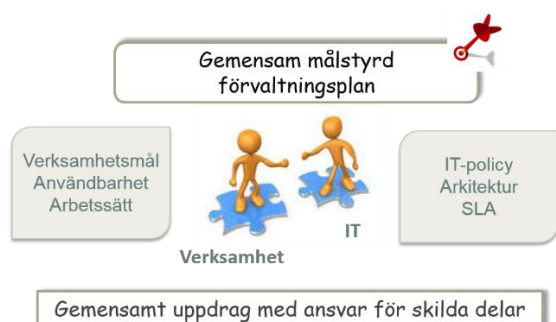 Gemensam målstyrd
förvaltningsplan
Verksamhetsmål
Användbarhet
Arbetssätt
IT-policy
Arkitektur
SLA
IT
Verksamhet
Gemensamt uppdrag med ansvar för skilda delar